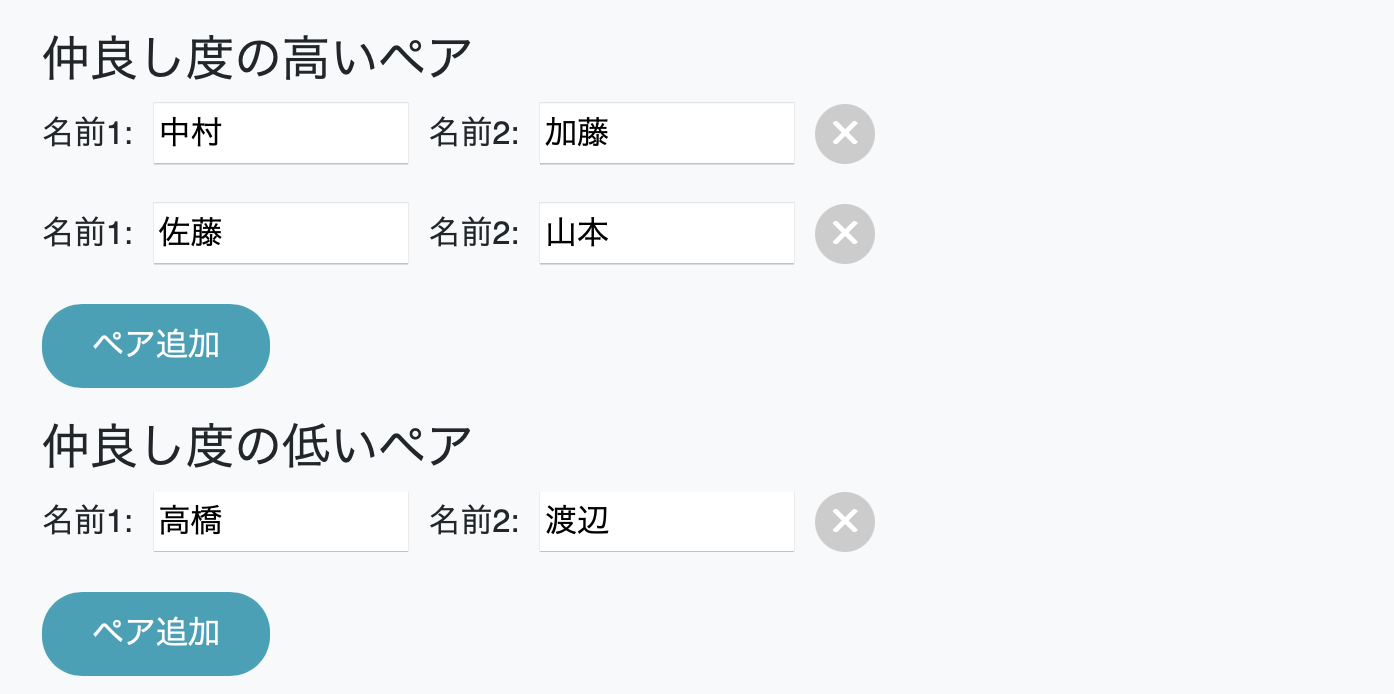 仲良し度の高いペア
名前1: 中村 名前2: 加藤
名前1: 佐藤 名前2: 山本
ペア追加
仲良し度の低いペア
名前1: 高橋 名前2: 渡辺
ペア追加